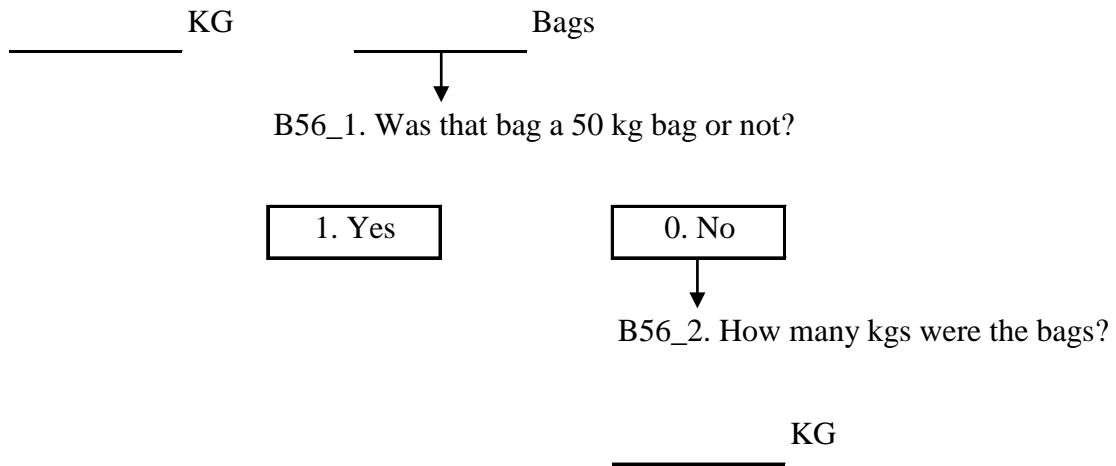 KG Bags
B56_1. Was that bag a 50 kg bag or not?
1. Yes 0. No
B56_2. How many kgs were the bags?
KG